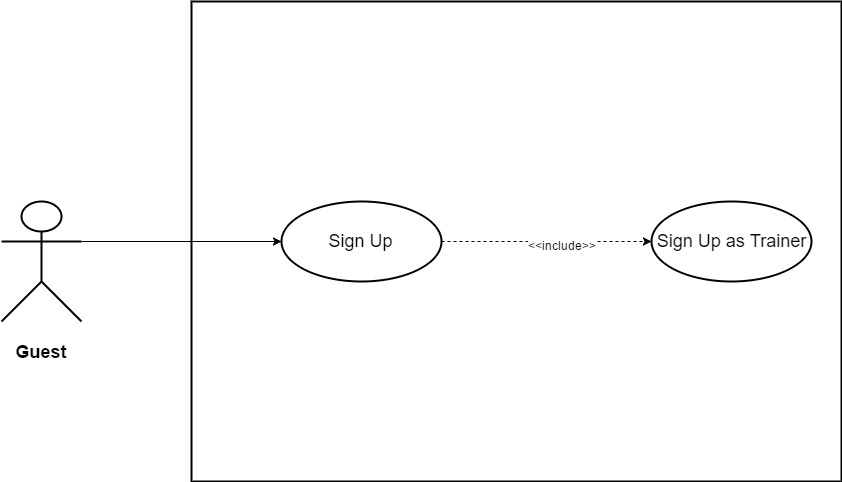 Sign Up
<<include>>
Sign Up as Trainer
Guest